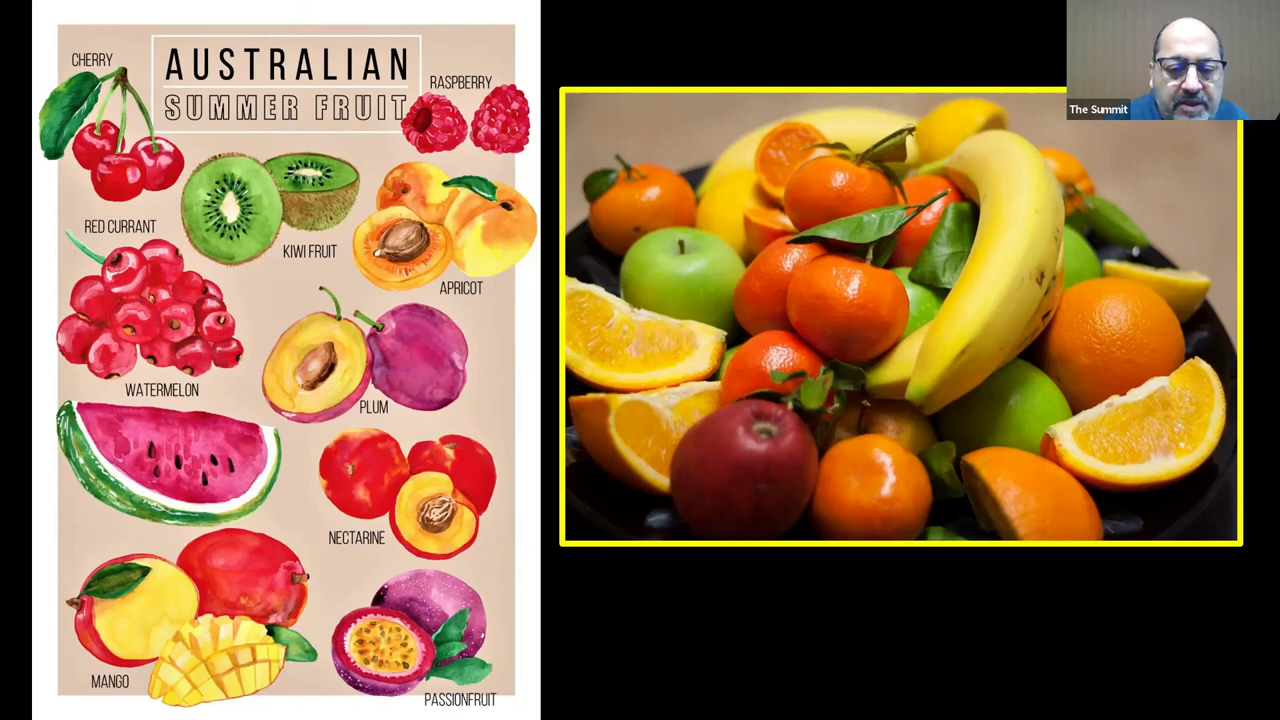 AUSTRALIAN
SUMMER FRUIT
CHERRY
RASPBERRY
RED CURRANT
KIWI FRUIT
APRICOT
WATERMELON
PLUM
NECTARINE
MANGO
PASSIONFRUIT
The Summit